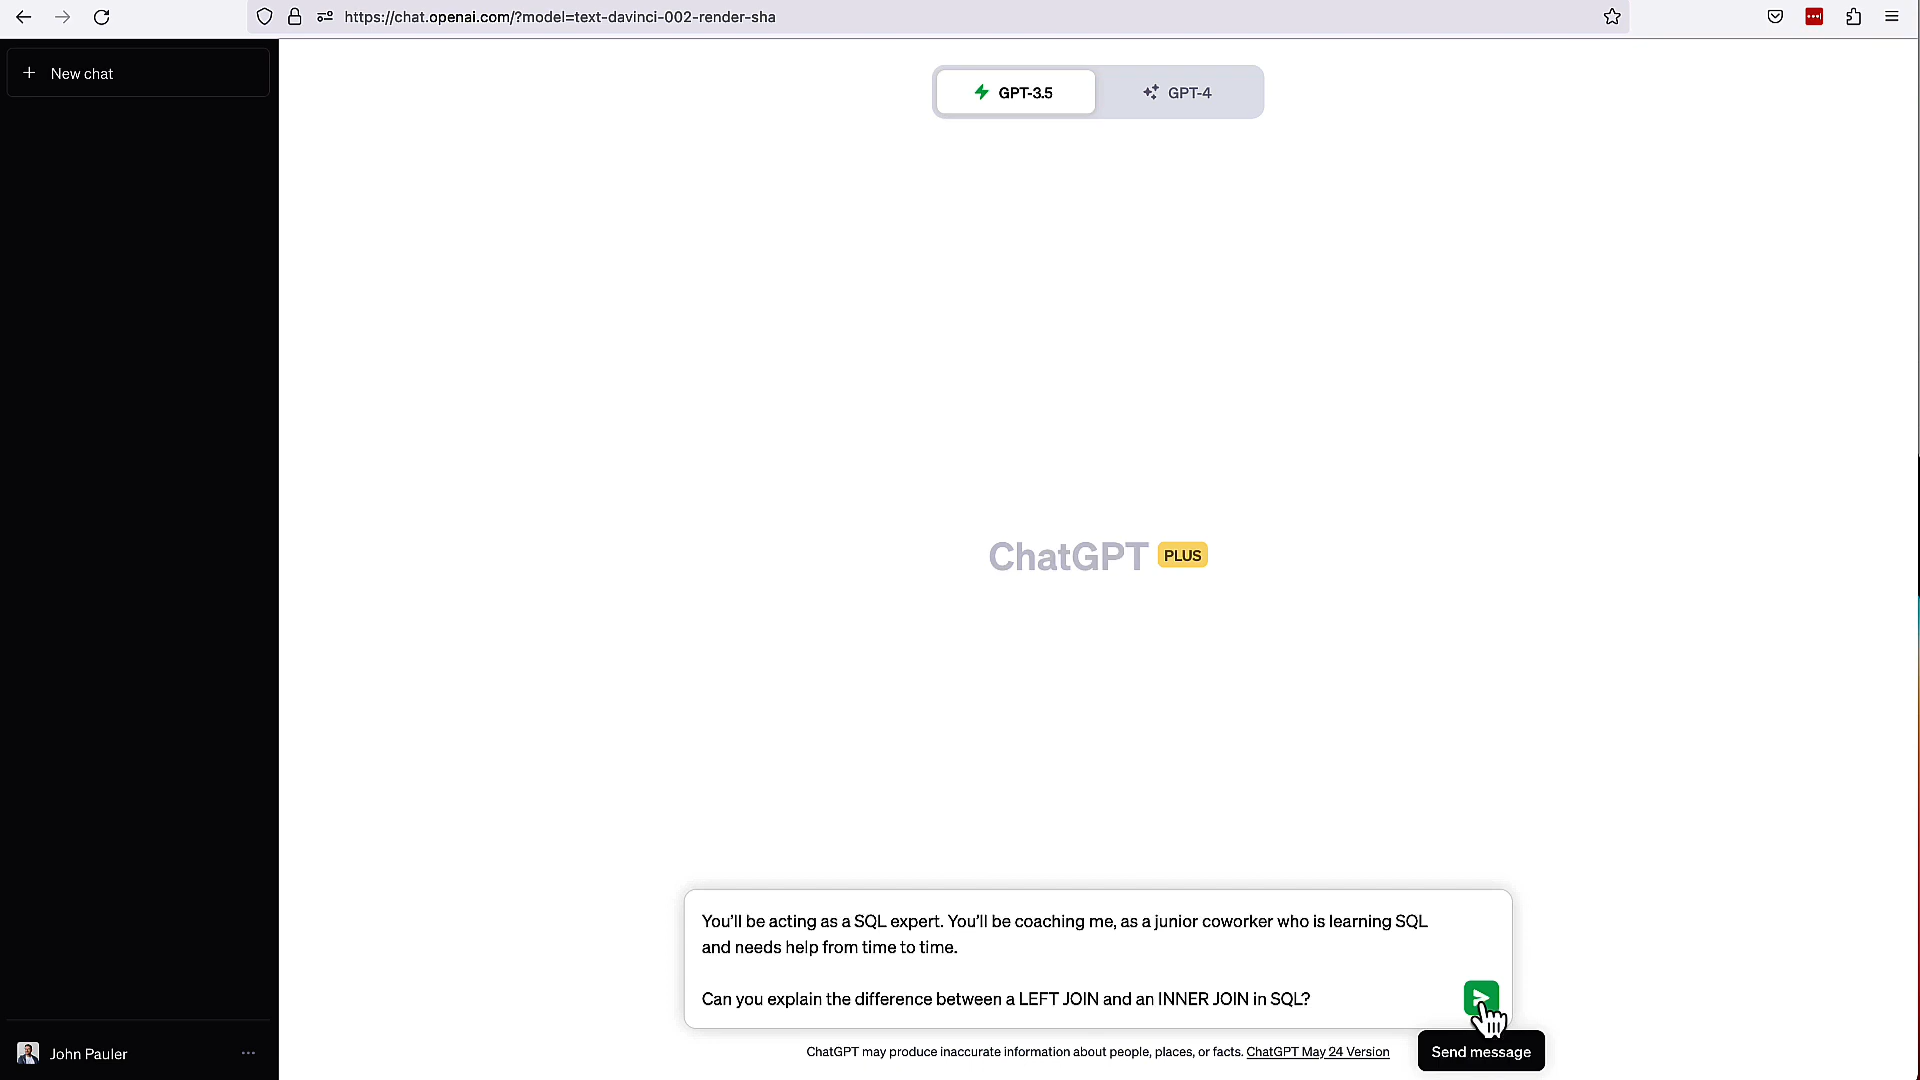 https://chat.openai.com/?model=text-davinci-002-render-sha
New chat
GPT-3.5
GPT-4
ChatGPT PLUS
You'll be acting as a SQL expert. You'll be coaching me, as a junior coworker who is learning SQL
and needs help from time to time.
Can you explain the difference between a LEFT JOIN and an INNER JOIN in SQL?
John Pauler
ChatGPT may produce inaccurate information about people, places, or facts. ChatGPT May 24 Version
Send message